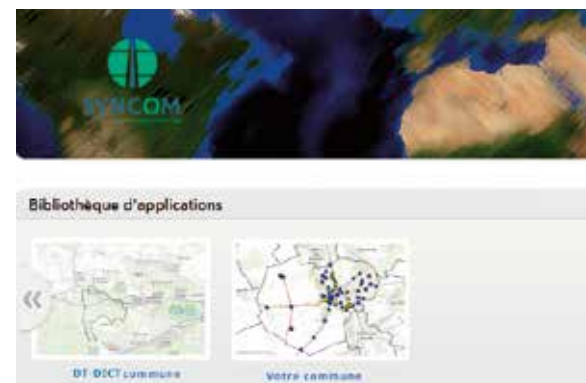 SYNCOM
Bibliothèque d'applications
«
DT DICT commune
Votre commune